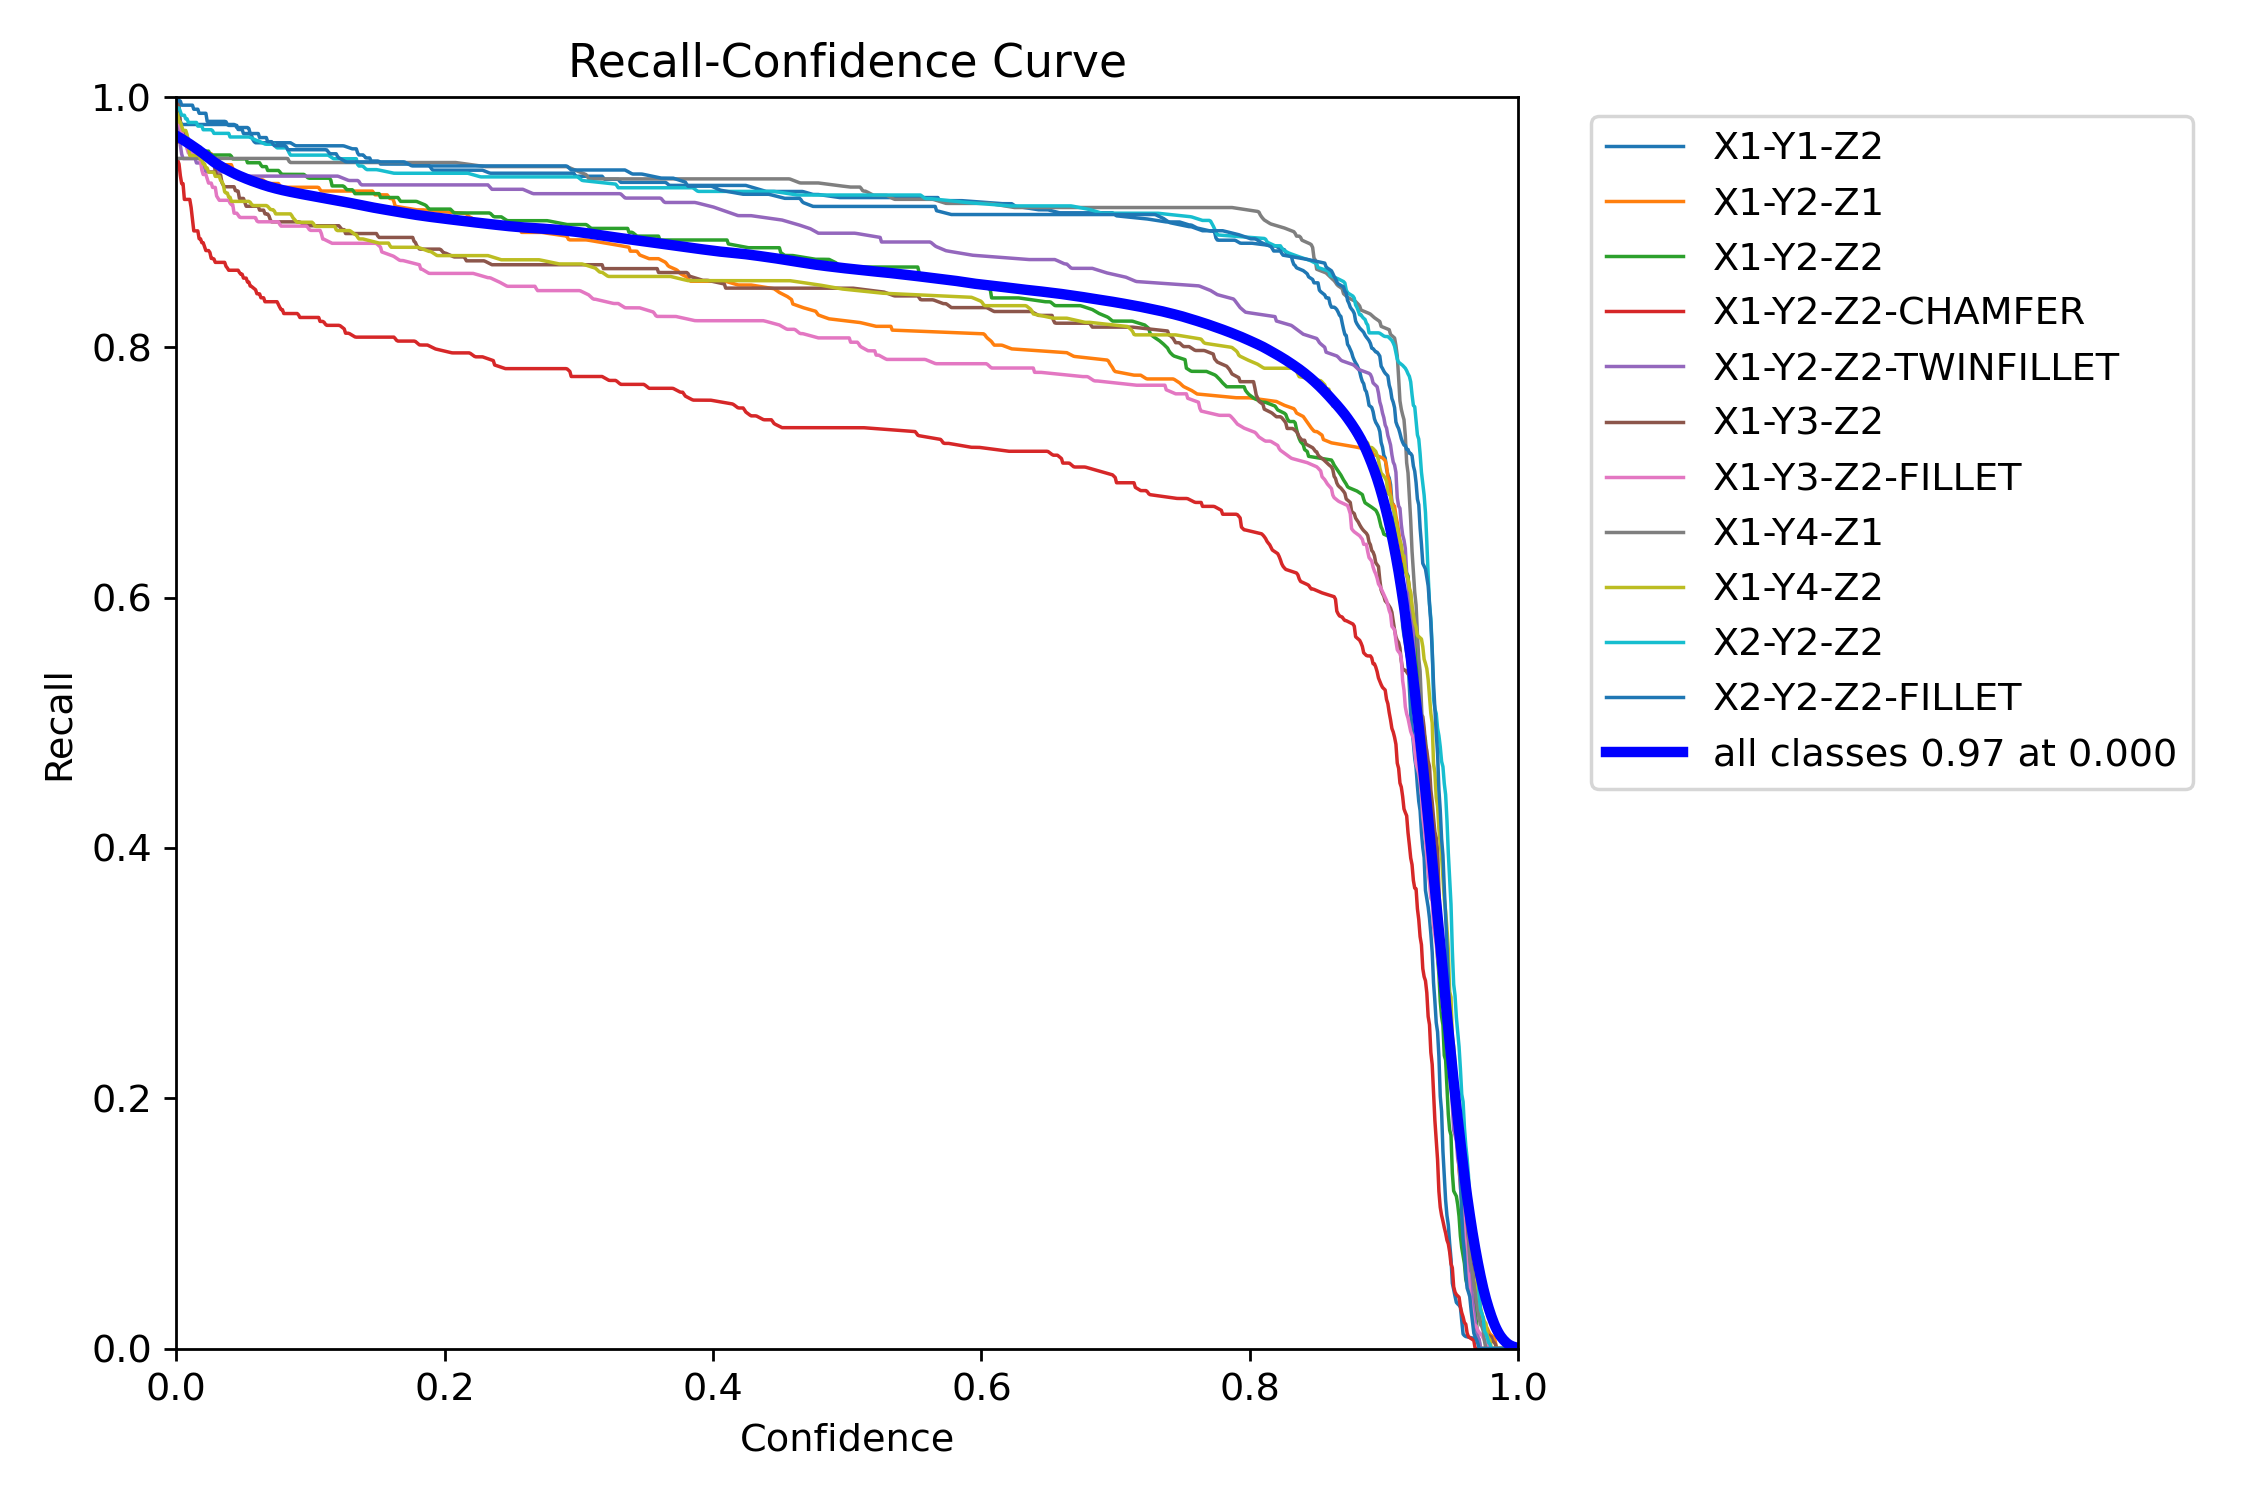 Recall-Confidence Curve
1.0
0.8
0.6
0.4
0.2
0.0
Recall
0.0 0.2 0.4 0.6 0.8 1.0
Confidence
X1-Y1-Z2
X1-Y2-Z1
X1-Y2-Z2
X1-Y2-Z2-CHAMFER
X1-Y2-Z2-TWINFILLET
X1-Y3-Z2
X1-Y3-Z2-FILLET
X1-Y4-Z1
X1-Y4-Z2
X2-Y2-Z2
X2-Y2-Z2-FILLET
all classes 0.97 at 0.000